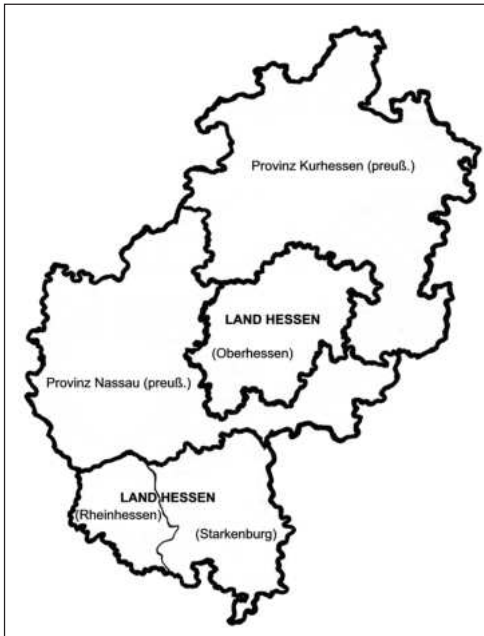 Provinz Kurhessen (preuß.)
LAND HESSEN
(Oberhessen)
Provinz Nassau (preuß.)
LAND HESSEN
(Rheinhessen)
(Starkenburg)